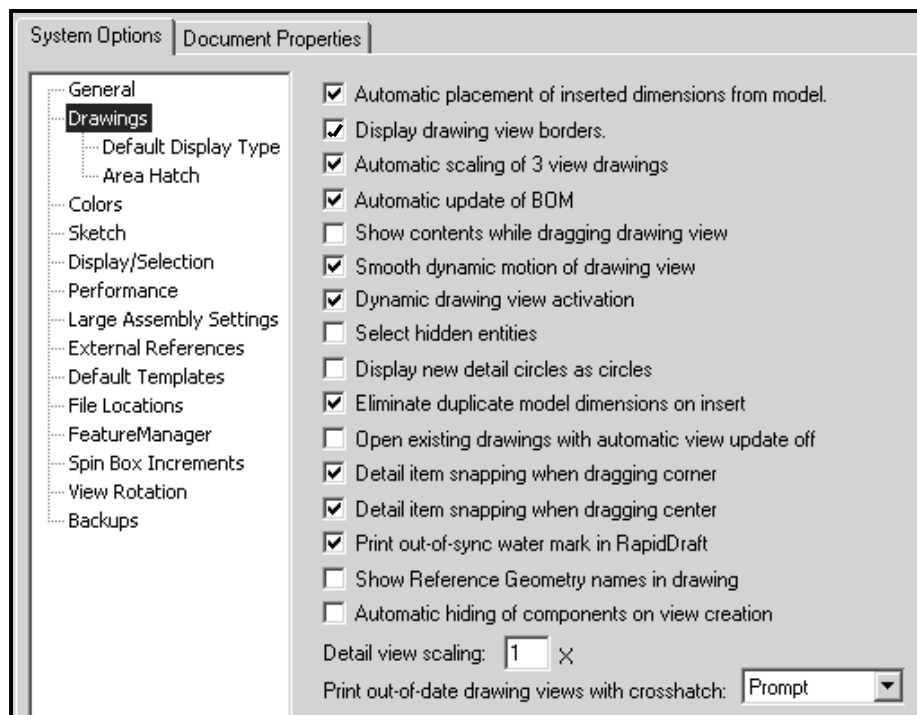 System Options
Document Properties
General
Drawings
Default Display Type
Area Hatch
Colors
Sketch
Display/Selection
Performance
Large Assembly Settings
External References
Default Templates
File Locations
FeatureManager
Spin Box Increments
View Rotation
Backups
Automatic placement of inserted dimensions from model.
Display drawing view borders.
Automatic scaling of 3 view drawings
Automatic update of BOM
Show contents while dragging drawing view
Smooth dynamic motion of drawing view
Dynamic drawing view activation
Select hidden entities
Display new detail circles as circles
Eliminate duplicate model dimensions on insert
Open existing drawings with automatic view update off
Detail item snapping when dragging corner
Detail item snapping when dragging center
Print out-of-sync water mark in RapidDraft
Show Reference Geometry names in drawing
Automatic hiding of components on view creation
Detail view scaling: 1 X
Print out-of-date drawing views with crosshatch: Prompt